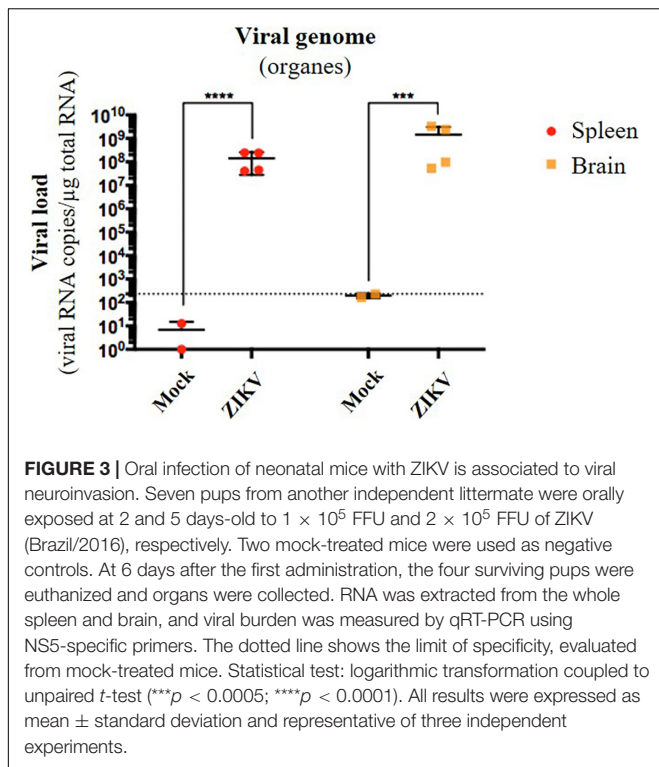 Viral genome
(organes)
Viral load
(viral RNA copies/µg total RNA)
10¹⁰
10⁹
10⁸
10⁷
10⁶
10⁵
10⁴
10³
10²
10¹
10⁰
****
***
Mock
ZIKV
Mock
ZIKV
Spleen
Brain
FIGURE 3 | Oral infection of neonatal mice with ZIKV is associated to viral
neuroinvasion. Seven pups from another independent littermate were orally
exposed at 2 and 5 days-old to 1 × 10⁵ FFU and 2 × 10⁵ FFU of ZIKV
(Brazil/2016), respectively. Two mock-treated mice were used as negative
controls. At 6 days after the first administration, the four surviving pups were
euthanized and organs were collected. RNA was extracted from the whole
spleen and brain, and viral burden was measured by qRT-PCR using
NS5-specific primers. The dotted line shows the limit of specificity, evaluated
from mock-treated mice. Statistical test: logarithmic transformation coupled to
unpaired t-test (***p < 0.0005; ****p < 0.0001). All results were expressed as
mean ± standard deviation and representative of three independent
experiments.